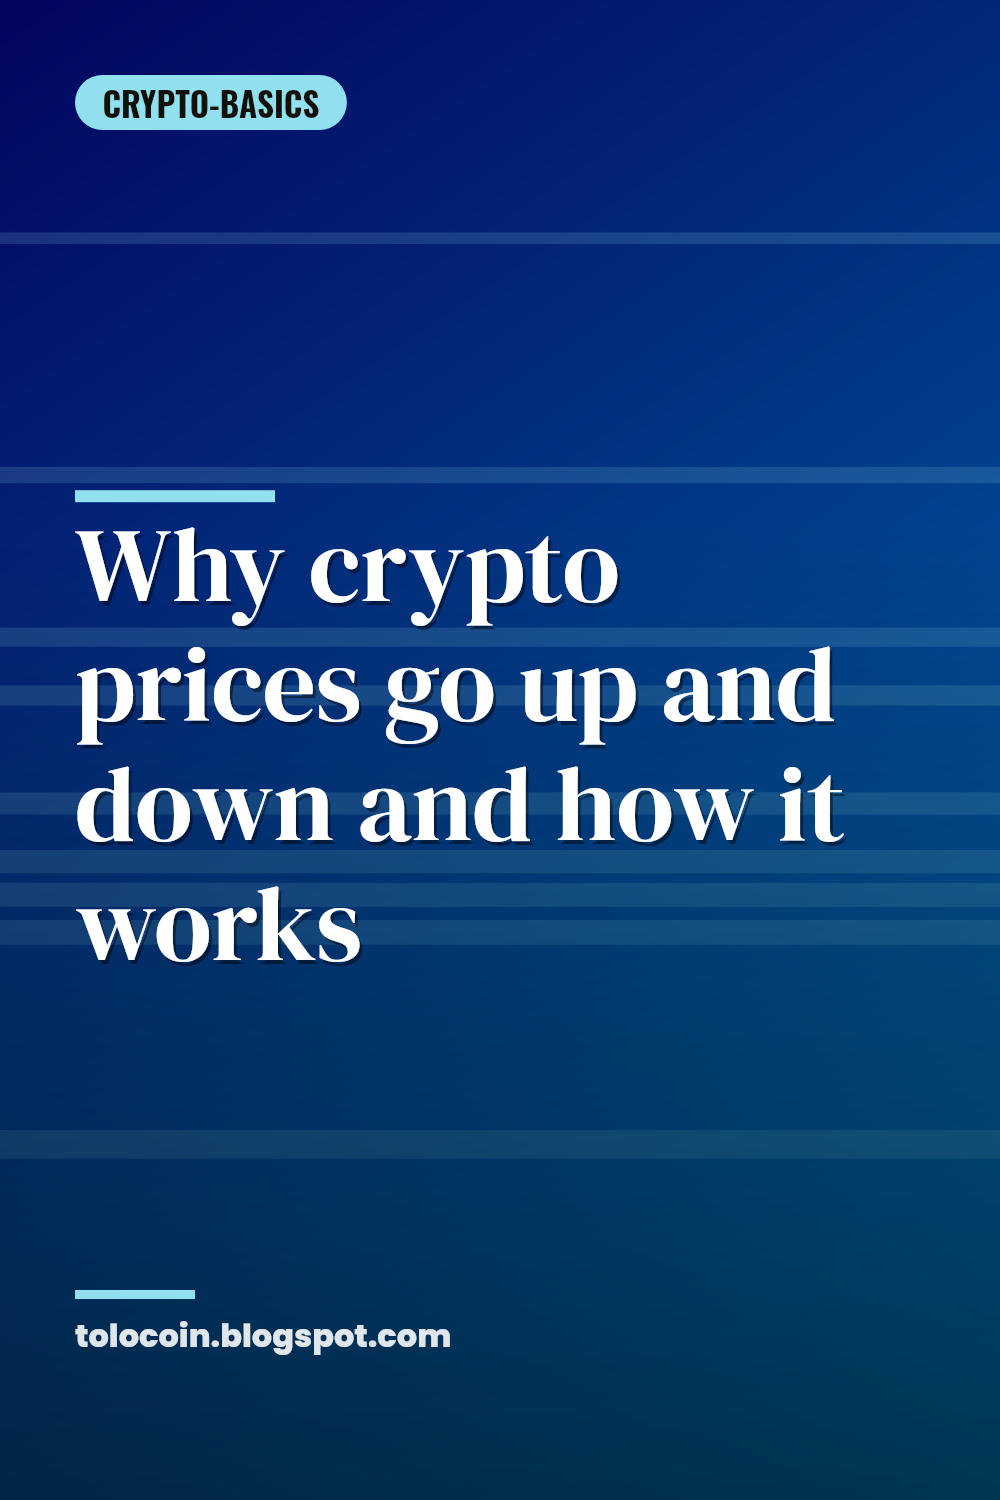 CRYPTO-BASICS
Why crypto
prices go up and
down and how it
works
tolocoin.blogspot.com